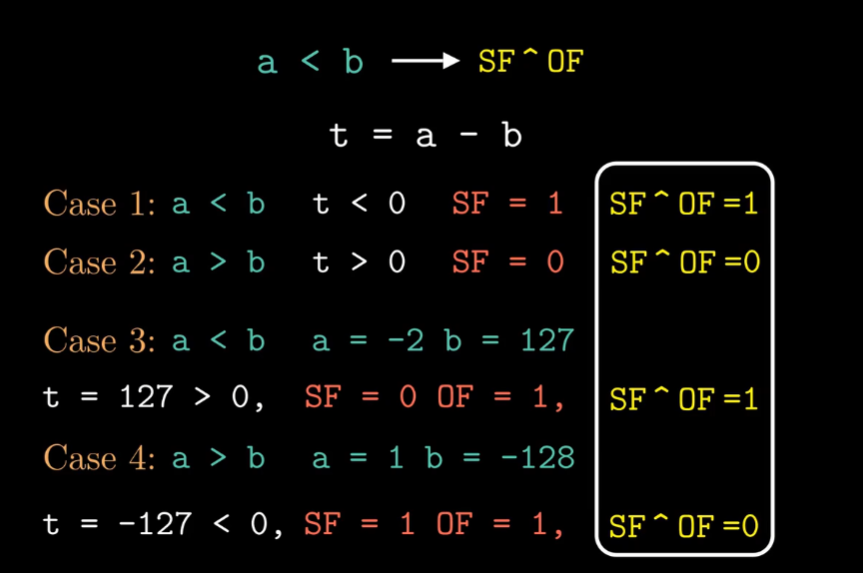 a < b ⟶ SF^OF
t = a - b
Case 1: a < b t < 0 SF = 1 SF^OF=1
Case 2: a > b t > 0 SF = 0 SF^OF=0
Case 3: a < b a = -2 b = 127
t = 127 > 0, SF = 0 OF = 1, SF^OF=1
Case 4: a > b a = 1 b = -128
t = -127 < 0, SF = 1 OF = 1, SF^OF=0